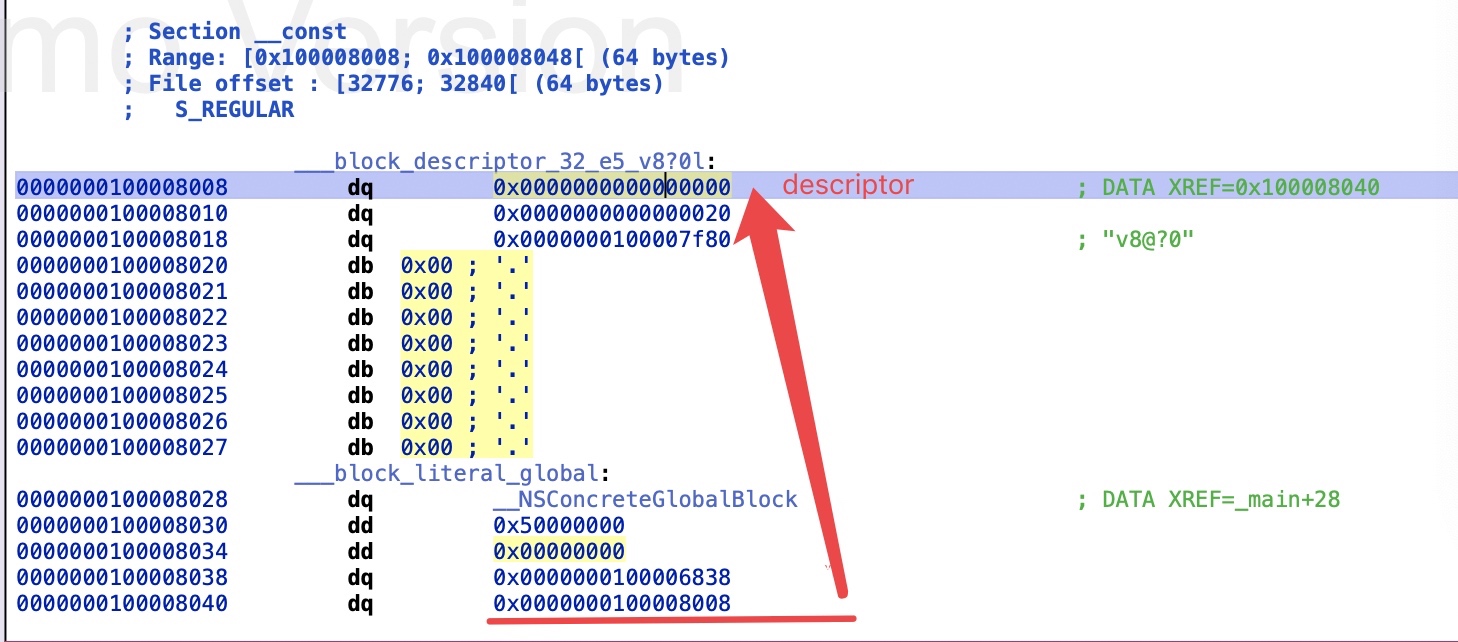 mo Version
; Section __const
; Range: [0x100008008; 0x100008048[ (64 bytes)
; File offset : [32776; 32840[ (64 bytes)
;   S_REGULAR
___block_descriptor_32_e5_v8?0l:
0000000100008008 dq 0x0000000000000000 descriptor ; DATA XREF=0x100008040
0000000100008010 dq 0x0000000000000020
0000000100008018 dq 0x0000000100007f80 ; "v8@?0"
0000000100008020 db 0x00 ; '.'
0000000100008021 db 0x00 ; '.'
0000000100008022 db 0x00 ; '.'
0000000100008023 db 0x00 ; '.'
0000000100008024 db 0x00 ; '.'
0000000100008025 db 0x00 ; '.'
0000000100008026 db 0x00 ; '.'
0000000100008027 db 0x00 ; '.'
___block_literal_global:
0000000100008028 dq __NSConcreteGlobalBlock ; DATA XREF=_main+28
0000000100008030 dd 0x50000000
0000000100008034 dd 0x00000000
0000000100008038 dq 0x0000000100006838
0000000100008040 dq 0x0000000100008008